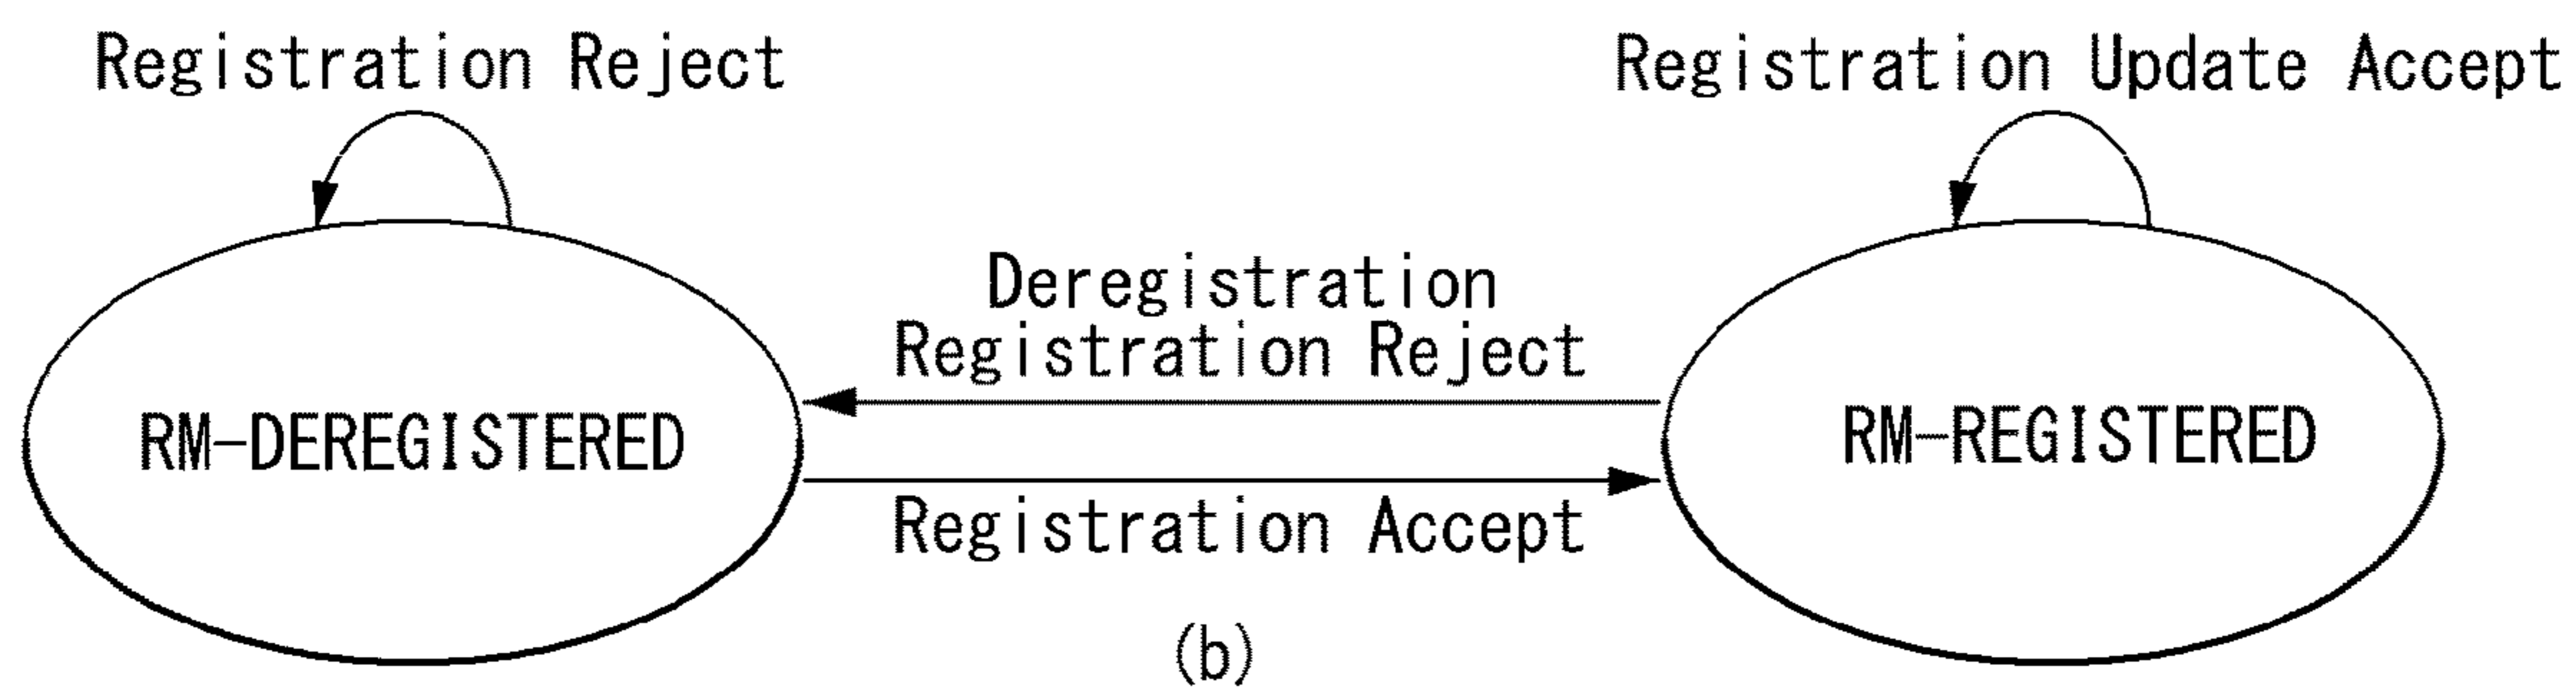 Registration Reject
Registration Update Accept
Deregistration
Registration Reject
RM-DEREGISTERED
RM-REGISTERED
Registration Accept
(b)